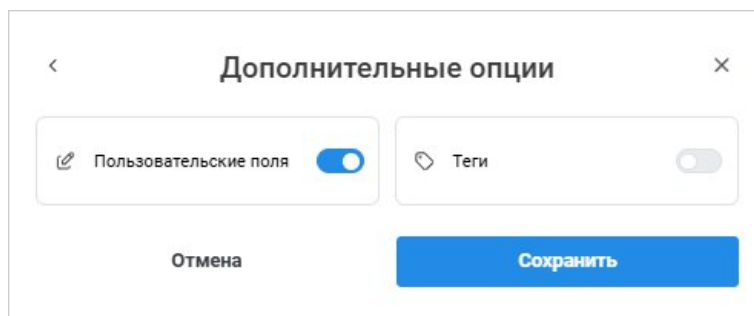 Дополнительные опции
Пользовательские поля
Теги
Отмена
Сохранить